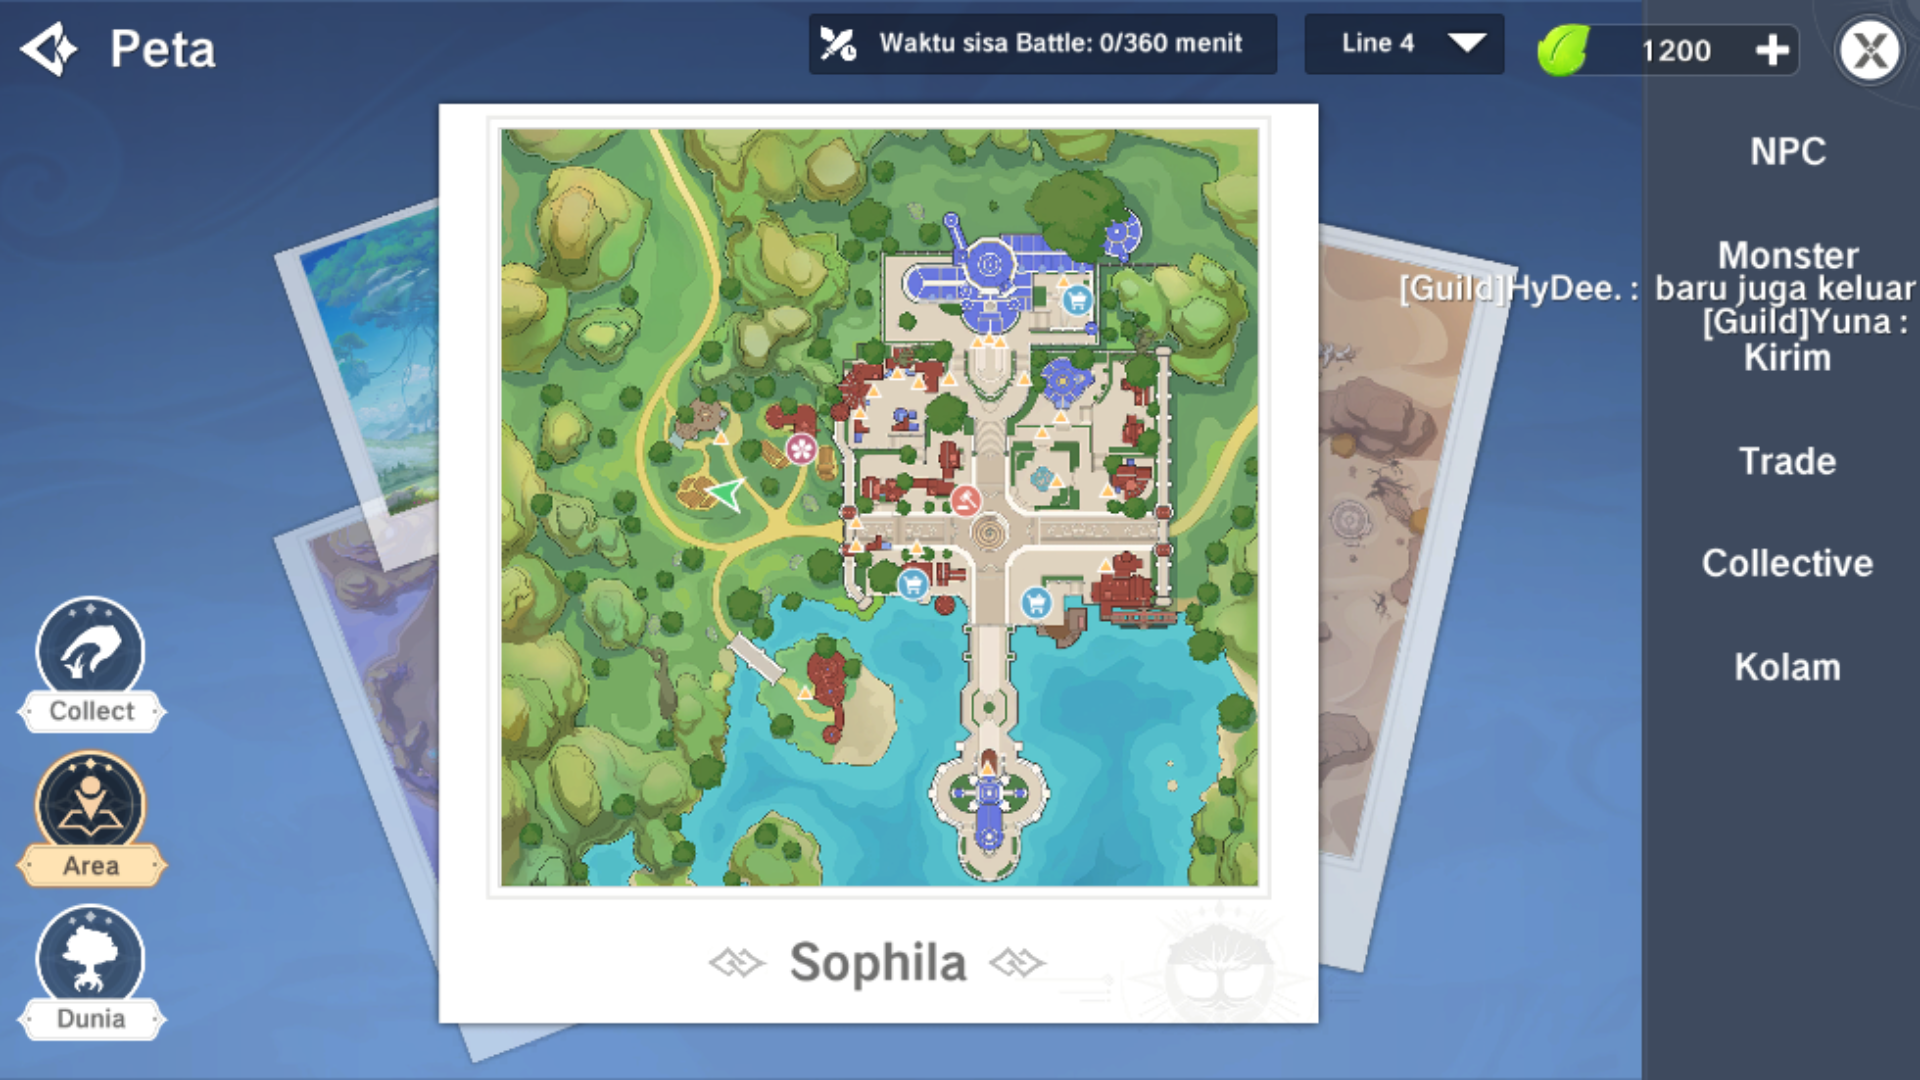 Peta
Waktu sisa Battle: 0/360 menit
Line 4
1200
NPC
Monster
[Guild]HyDee. : baru juga keluar
[Guild]Yuna :
Kirim
Trade
Collective
Kolam
Collect
Area
Dunia
Sophila